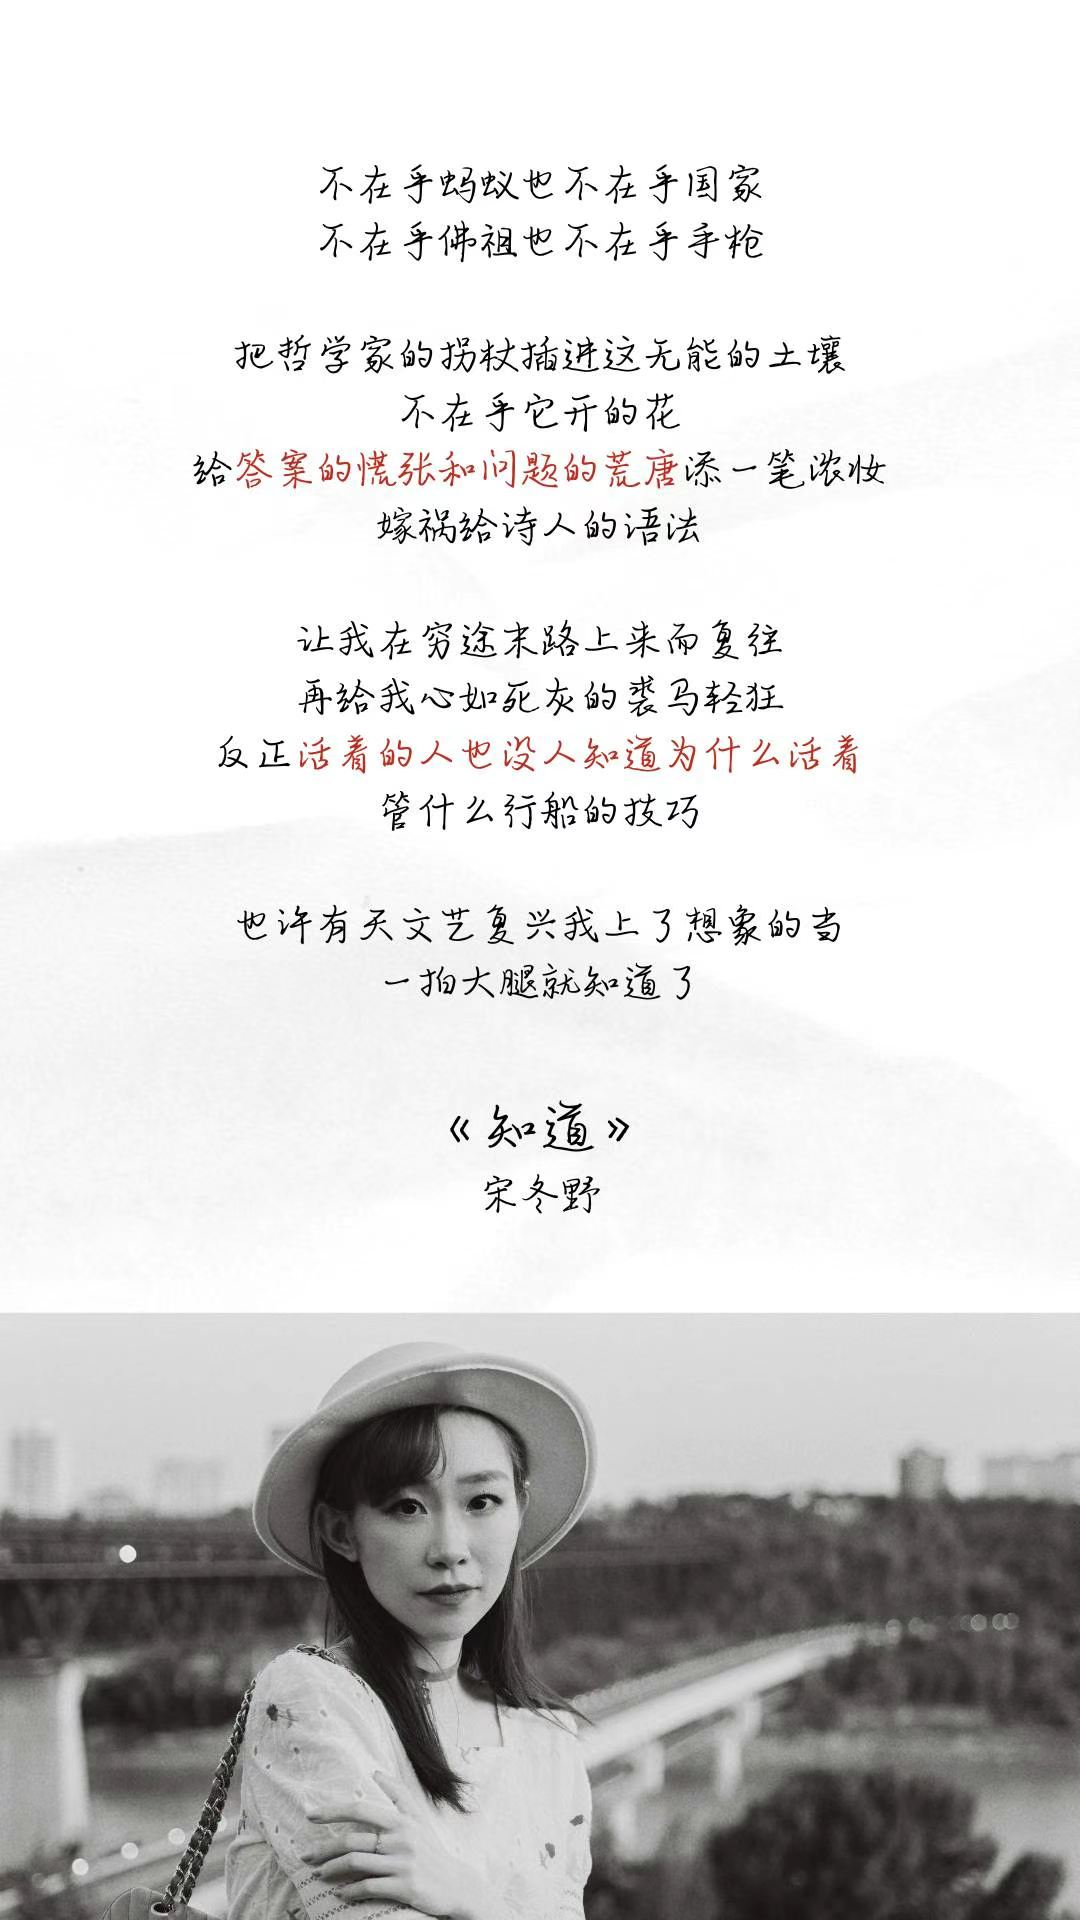 不在乎蚂蚁也不在乎国家
不在乎佛祖也不在乎手枪
把哲学家的拐杖插进这无能的土壤
不在乎它开的花
给答案的慌张和问题的荒唐添一笔浓妆
嫁祸给诗人的语法
让我在穷途末路上来而复往
再给我心如死灰的裘马轻狂
反正活着的人也没人知道为什么活着
管什么行船的技巧
也许有天文艺复兴我上了想象的当
一拍大腿就知道了
《知道》
宋冬野